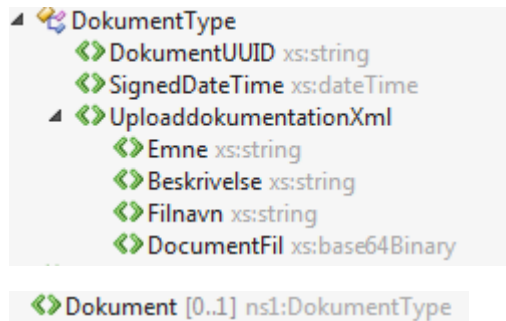 DokumentType
DokumentUUID xs:string
SignedDateTime xs:dateTime
UploaddokumentationXml
Emne xs:string
Beskrivelse xs:string
Filnavn xs:string
DocumentFil xs:base64Binary
Dokument [0..1] ns1:DokumentType